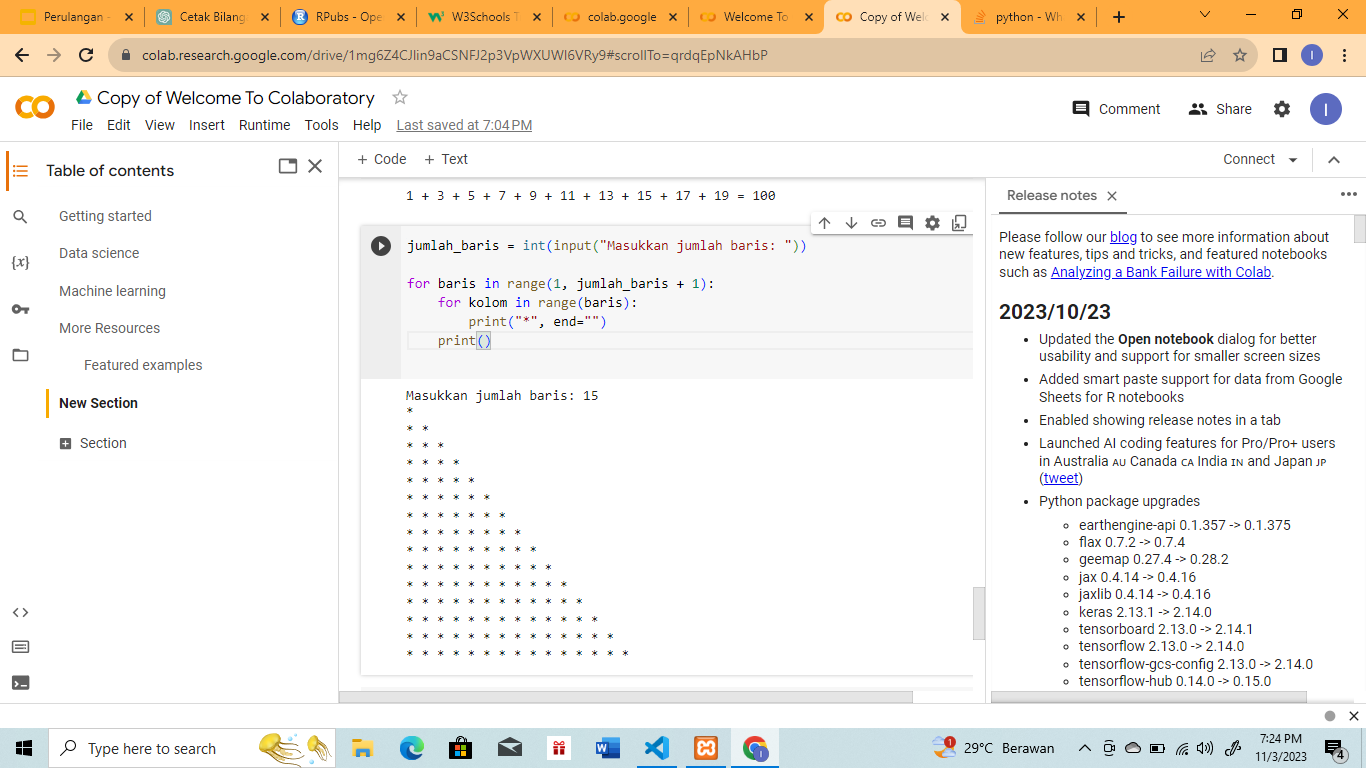 Perulangan -
Cetak Bilang
RPubs - Ope
W3Schools T
colab.google
Welcome To
Copy of Wel
python - Wh
colab.research.google.com/drive/1mg6Z4CJIin9aCSNFJ2p3VpWXUWI6VRy9#scrollTo=qrdqEpNkAHbP
I
Copy of Welcome To Colaboratory
File Edit View Insert Runtime Tools Help Last saved at 7:04 PM
Comment
Share
I
Table of contents
Getting started
Data science
Machine learning
More Resources
Featured examples
New Section
Section
{x}
+ Code + Text
Connect
1 + 3 + 5 + 7 + 9 + 11 + 13 + 15 + 17 + 19 = 100
jumlah_baris = int(input("Masukkan jumlah baris: "))
for baris in range(1, jumlah_baris + 1):
    for kolom in range(baris):
        print("*", end="")
    print()
Masukkan jumlah baris: 15
*
* *
* * *
* * * *
* * * * *
* * * * * *
* * * * * * *
* * * * * * * *
* * * * * * * * *
* * * * * * * * * *
* * * * * * * * * * *
* * * * * * * * * * * *
* * * * * * * * * * * * *
* * * * * * * * * * * * * *
* * * * * * * * * * * * * * *
Release notes
Please follow our blog to see more information about
new features, tips and tricks, and featured notebooks
such as Analyzing a Bank Failure with Colab.
2023/10/23
• Updated the Open notebook dialog for better
usability and support for smaller screen sizes
• Added smart paste support for data from Google
Sheets for R notebooks
• Enabled showing release notes in a tab
• Launched AI coding features for Pro/Pro+ users
in Australia AU Canada CA India IN and Japan JP
(tweet)
• Python package upgrades
◦ earthengine-api 0.1.357 -> 0.1.375
◦ flax 0.7.2 -> 0.7.4
◦ geemap 0.27.4 -> 0.28.2
◦ jax 0.4.14 -> 0.4.16
◦ jaxlib 0.4.14 -> 0.4.16
◦ keras 2.13.1 -> 2.14.0
◦ tensorboard 2.13.0 -> 2.14.1
◦ tensorflow 2.13.0 -> 2.14.0
◦ tensorflow-gcs-config 2.13.0 -> 2.14.0
◦ tensorflow-hub 0.14.0 -> 0.15.0
Type here to search
1
29°C Berawan
7:24 PM
11/3/2023
4